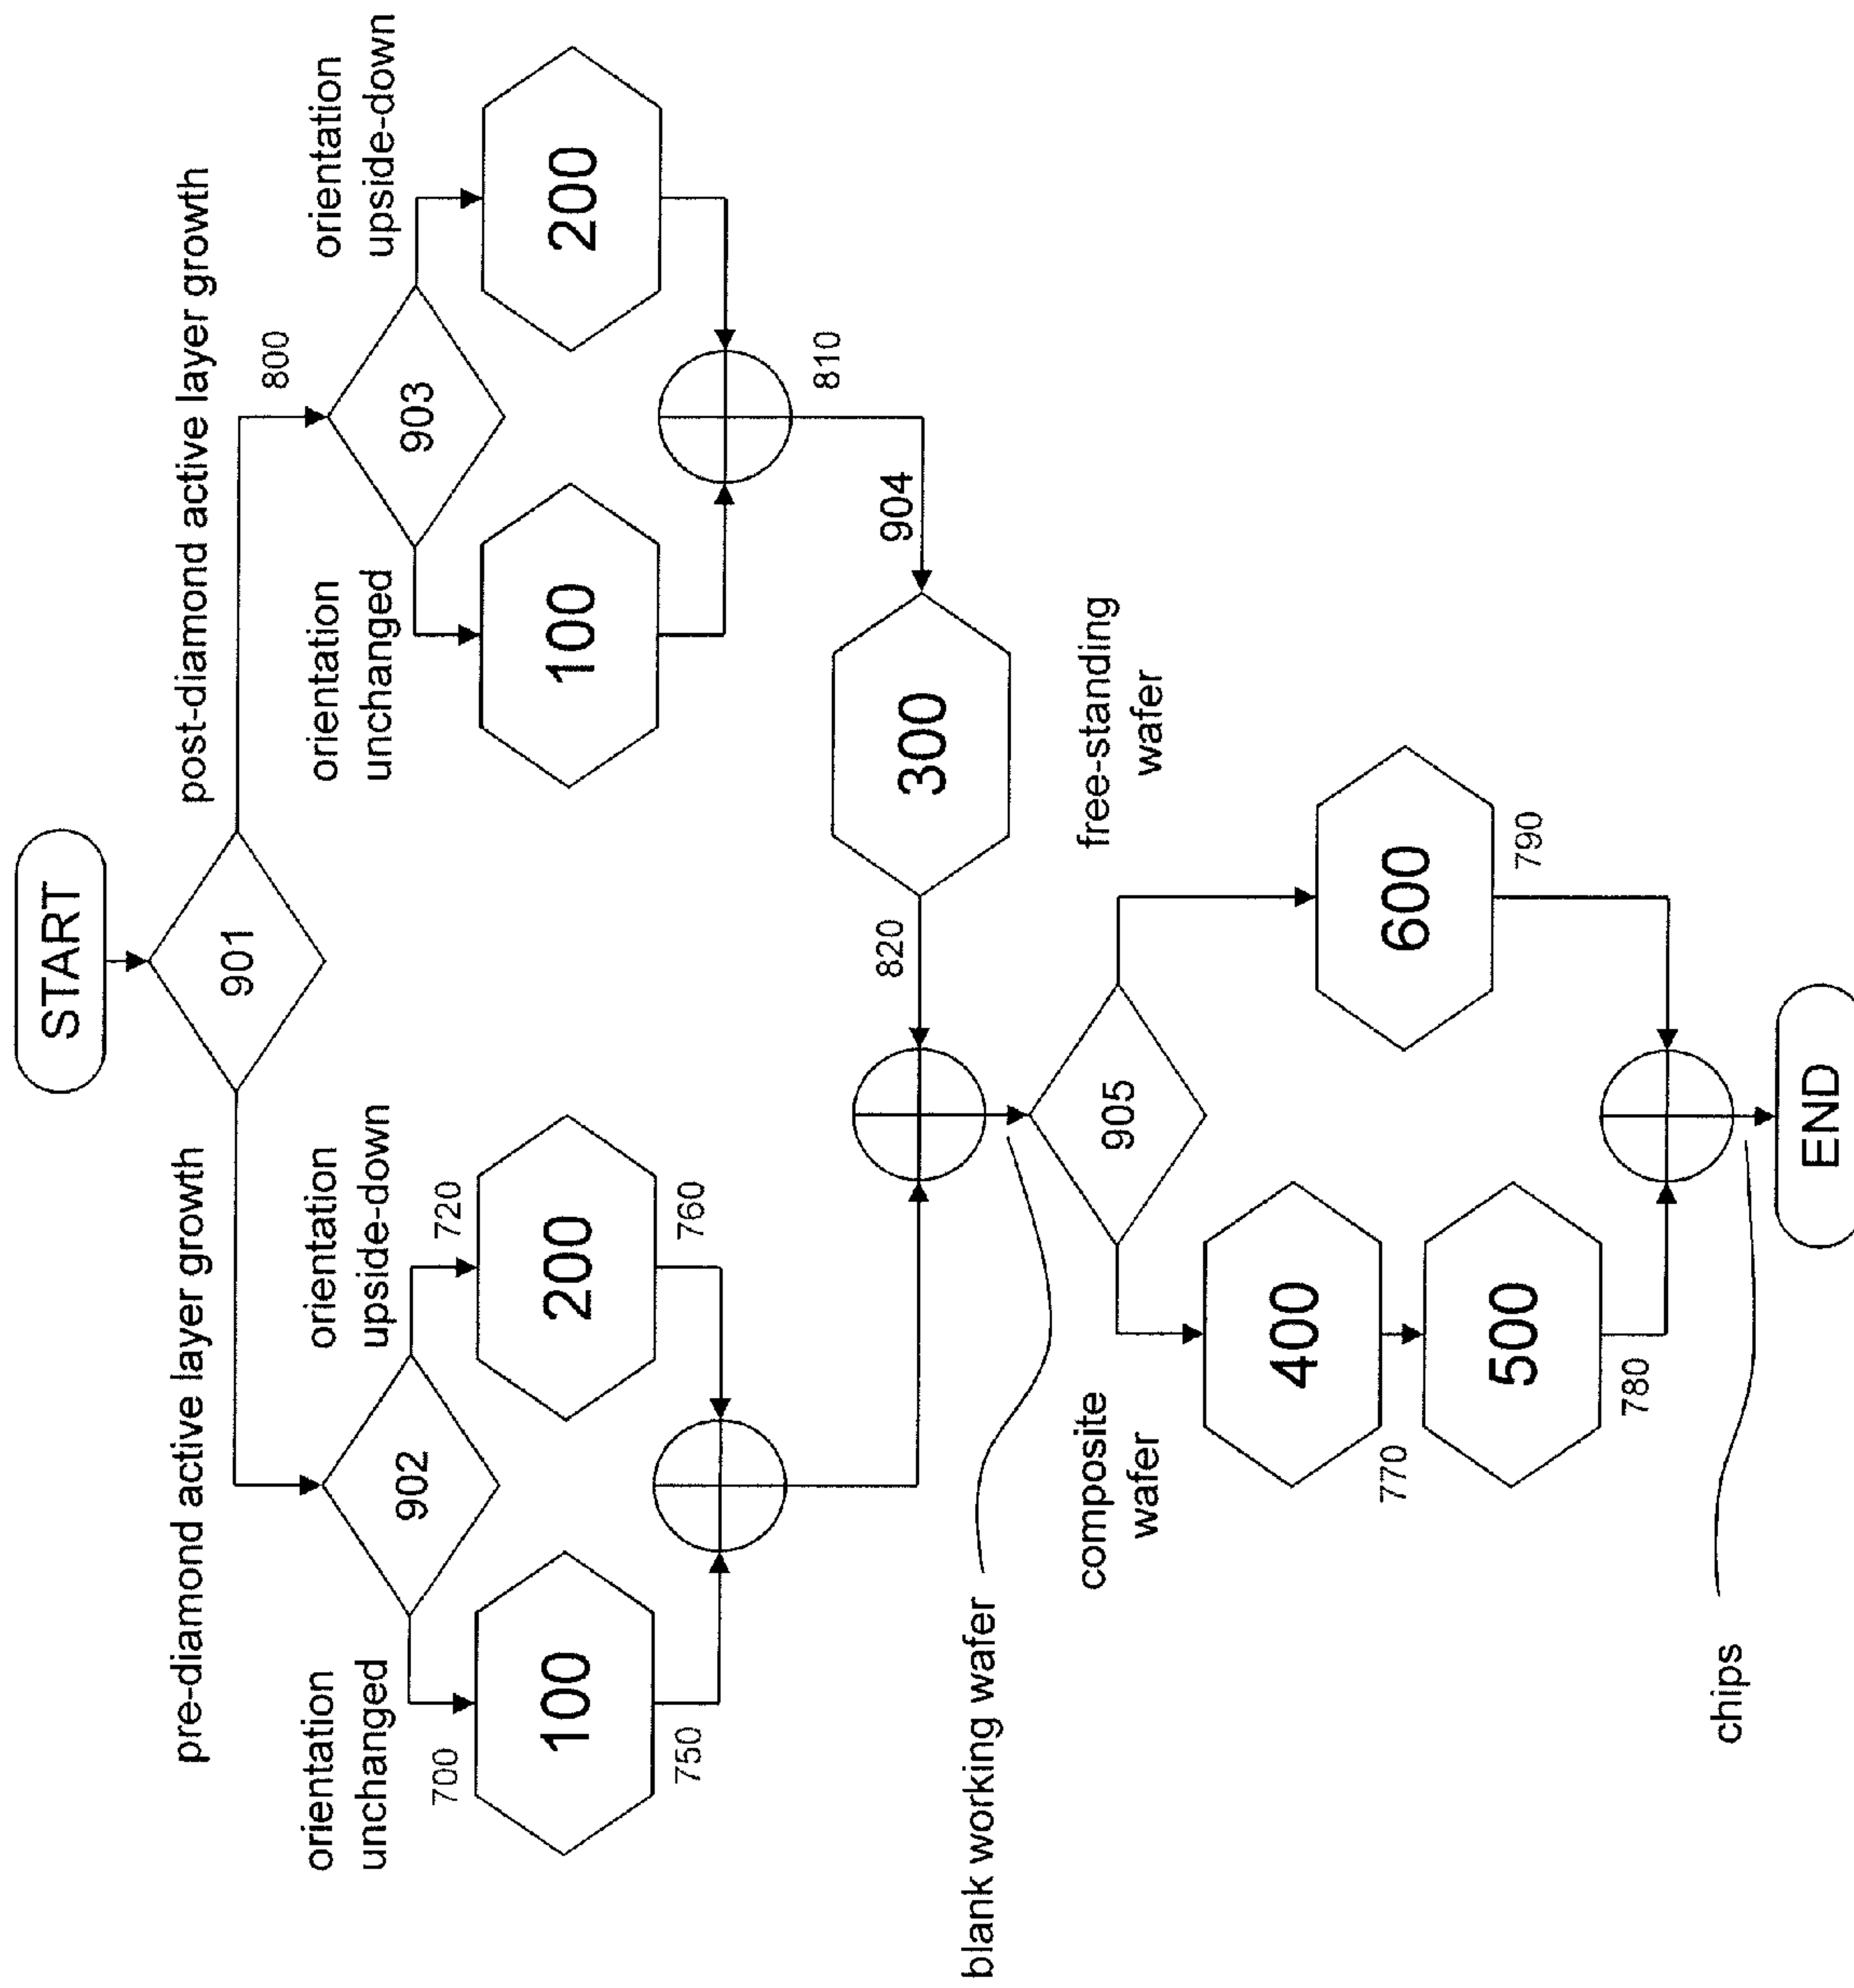 START
901
pre-diamond active layer growth
post-diamond active layer growth
800
orientation
unchanged
orientation
upside-down
orientation
unchanged
orientation
upside-down
902
903
700
720
100
200
100
200
750
760
810
904
300
820
blank working wafer
905
composite
wafer
free-standing
wafer
400
600
770
790
500
780
chips
END